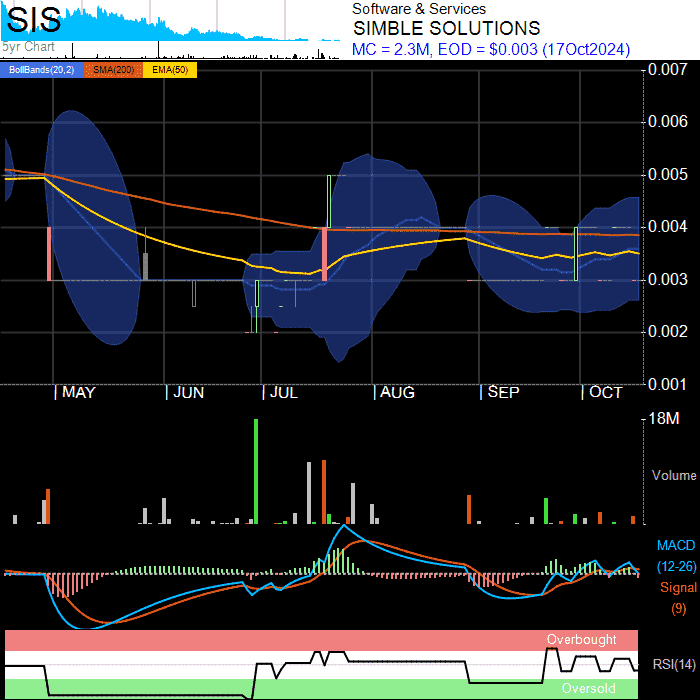 SIS
5yr Chart
Software & Services
SIMBLE SOLUTIONS
MC = 2.3M, EOD = $0.003 (17Oct2024)
BollBands(20,2) SMA(200) EMA(50)
0.007
0.006
0.005
0.004
0.003
0.002
0.001
MAY JUN JUL AUG SEP OCT
18M
Volume
MACD
(12-26)
Signal
(9)
Overbought
RSI(14)
Oversold